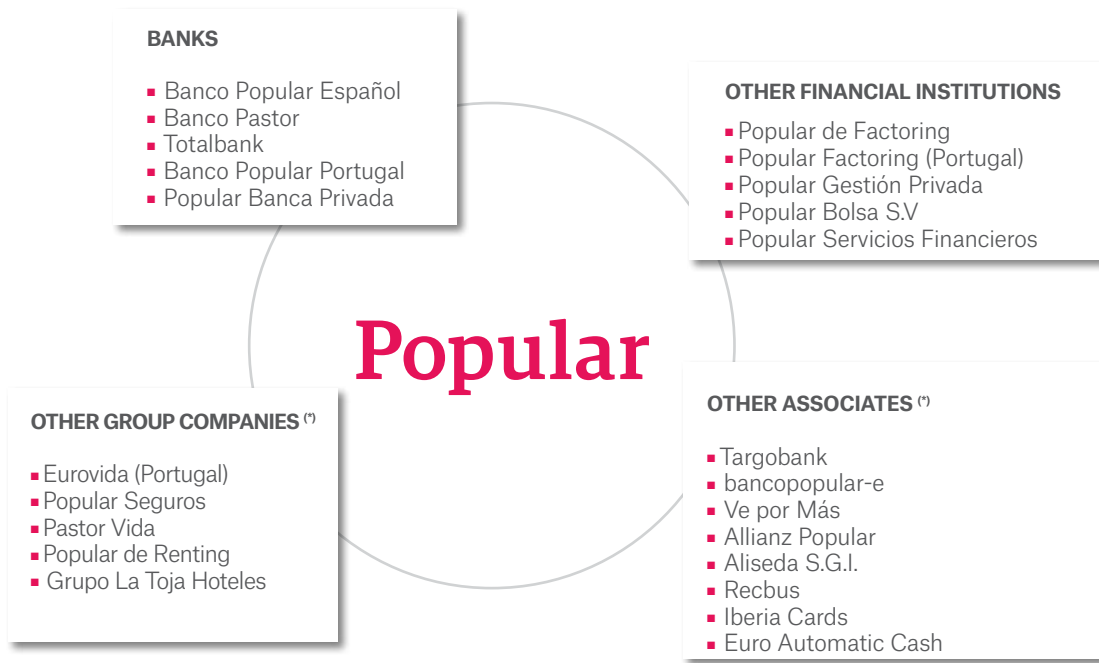 BANKS
▪ Banco Popular Español
▪ Banco Pastor
▪ Totalbank
▪ Banco Popular Portugal
▪ Popular Banca Privada
OTHER FINANCIAL INSTITUTIONS
▪ Popular de Factoring
▪ Popular Factoring (Portugal)
▪ Popular Gestión Privada
▪ Popular Bolsa S.V
▪ Popular Servicios Financieros
Popular
OTHER GROUP COMPANIES (*)
▪ Eurovida (Portugal)
▪ Popular Seguros
▪ Pastor Vida
▪ Popular de Renting
▪ Grupo La Toja Hoteles
OTHER ASSOCIATES (*)
▪ Targobank
▪ bancopopular-e
▪ Ve por Más
▪ Allianz Popular
▪ Aliseda S.G.I.
▪ Recbus
▪ Iberia Cards
▪ Euro Automatic Cash